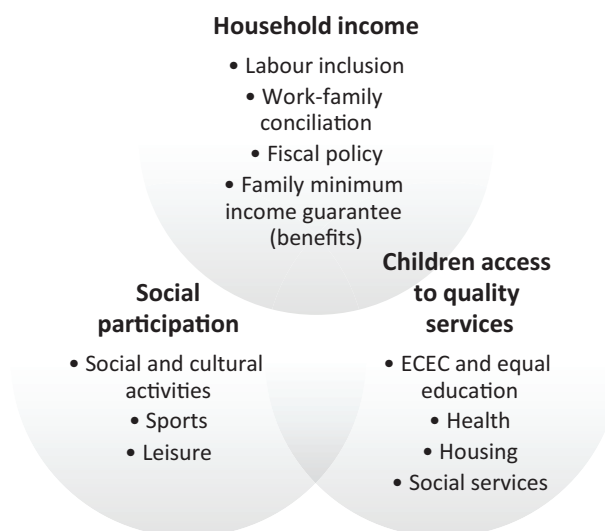 Household income
• Labour inclusion
• Work-family
conciliation
• Fiscal policy
• Family minimum
income guarantee
(benefits)
Social
participation
• Social and cultural
activities
• Sports
• Leisure
Children access
to quality
services
• ECEC and equal
education
• Health
• Housing
• Social services